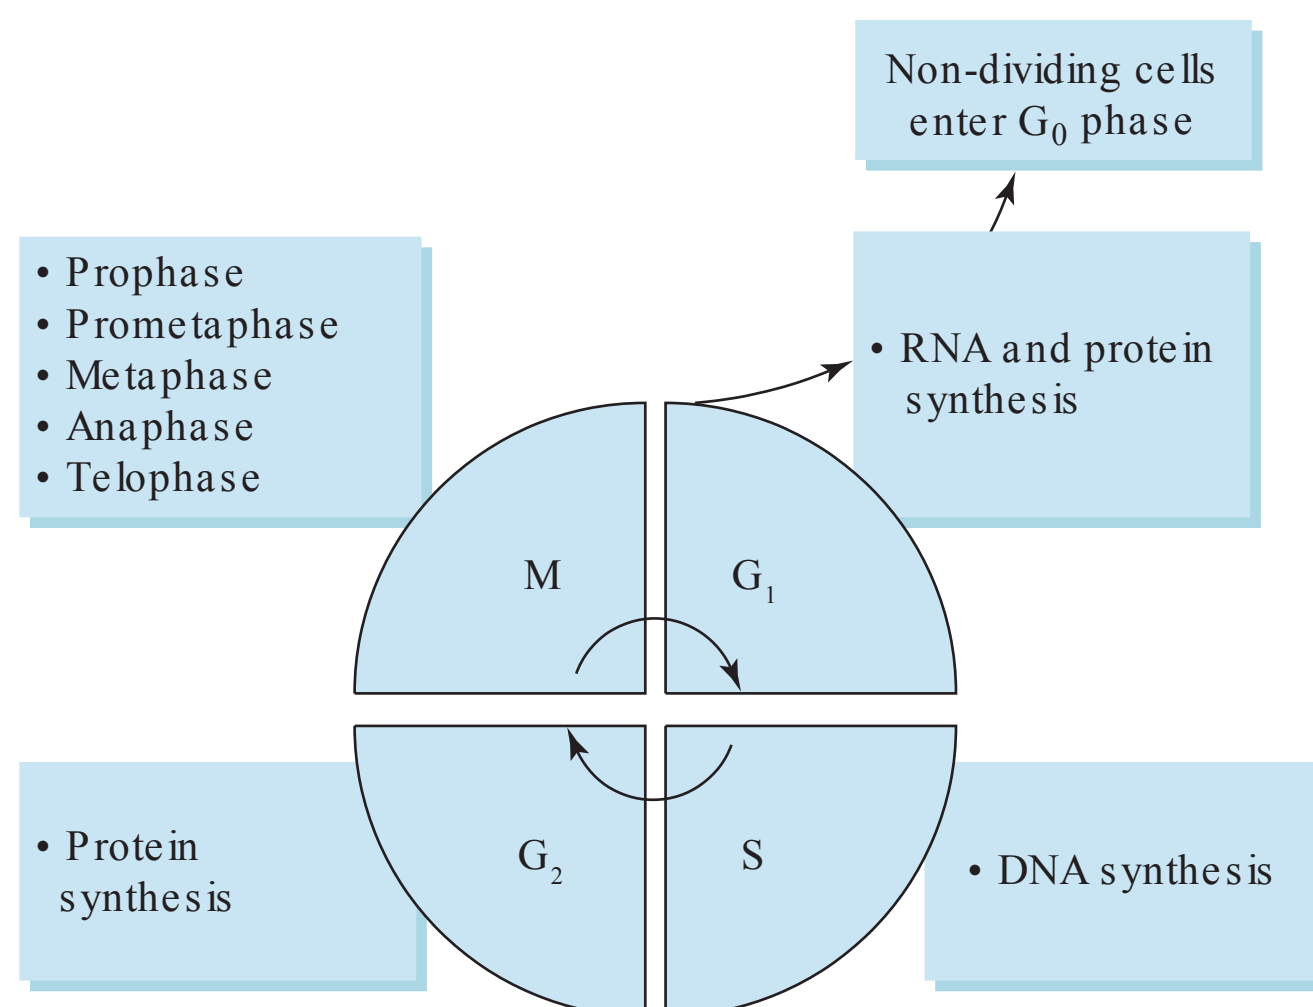 Non-dividing cells
enter G₀ phase
• Prophase
• Prometaphase
• Metaphase
• Anaphase
• Telophase
• RNA and protein
synthesis
M
G₁
G₂
S
• Protein
synthesis
• DNA synthesis